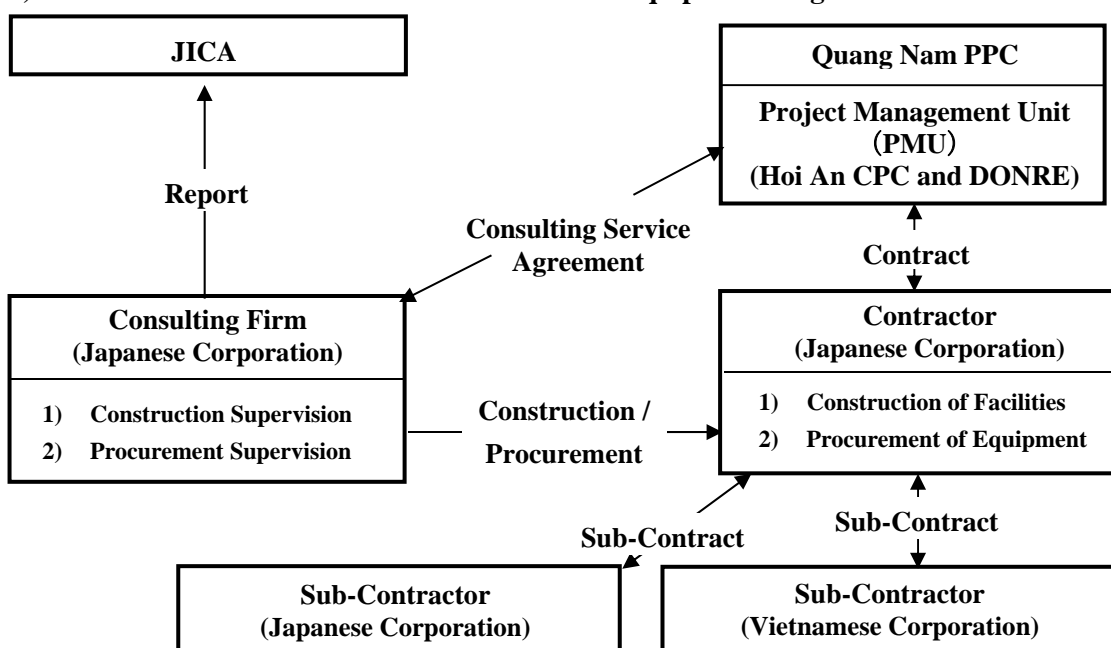 JICA
Quang Nam PPC
Project Management Unit
（PMU）
(Hoi An CPC and DONRE)
Report
Consulting Service
Agreement
Contract
Consulting Firm
(Japanese Corporation)
1) Construction Supervision
2) Procurement Supervision
Construction /
Procurement
Contractor
(Japanese Corporation)
1) Construction of Facilities
2) Procurement of Equipment
Sub-Contract
Sub-Contract
Sub-Contractor
(Japanese Corporation)
Sub-Contractor
(Vietnamese Corporation)